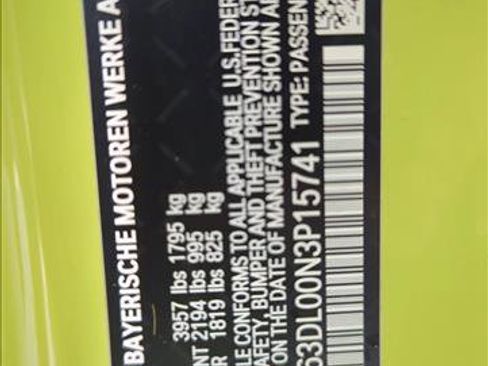 BAYERISCHE MOTOREN WERKE A
3957 lbs 1795 kg
NT 2194 lbs 995 kg
R 1819 lbs 825 kg
LE CONFORMS TO ALL APPLICABLE U.S. FEDER
AFETY, BUMPER AND THEFT PREVENTION ST
ON THE DATE OF MANUFACTURE SHOWN A
63DL00N3P15741 TYPE: PASSEN